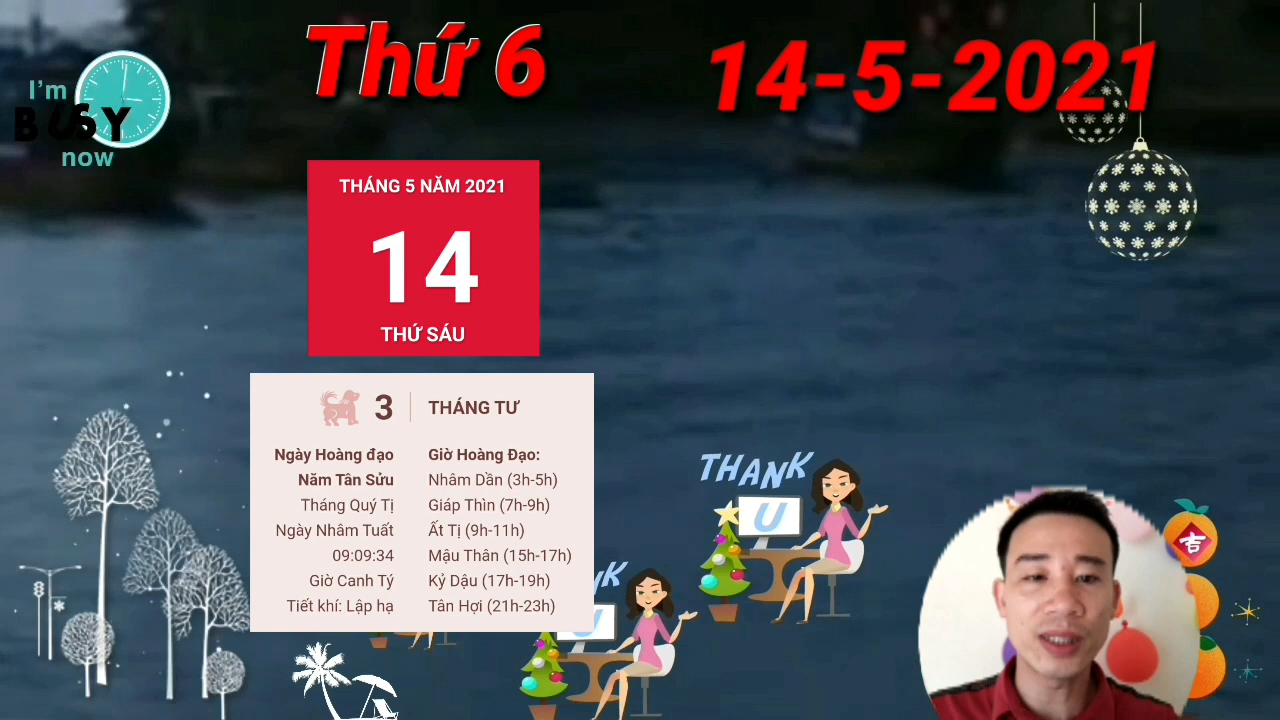 Thứ 6
14-5-2021
I'm
BUSY
now
THÁNG 5 NĂM 2021
14
THỨ SÁU
3
THÁNG TƯ
Ngày Hoàng đạo
Năm Tân Sửu
Tháng Quý Tị
Ngày Nhâm Tuất
09:09:34
Giờ Canh Tý
Tiết khí: Lập hạ
Giờ Hoàng Đạo:
Nhâm Dần (3h-5h)
Giáp Thìn (7h-9h)
Ất Tị (9h-11h)
Mậu Thân (15h-17h)
Kỷ Dậu (17h-19h)
Tân Hợi (21h-23h)
THANK
U
NK
U
吉